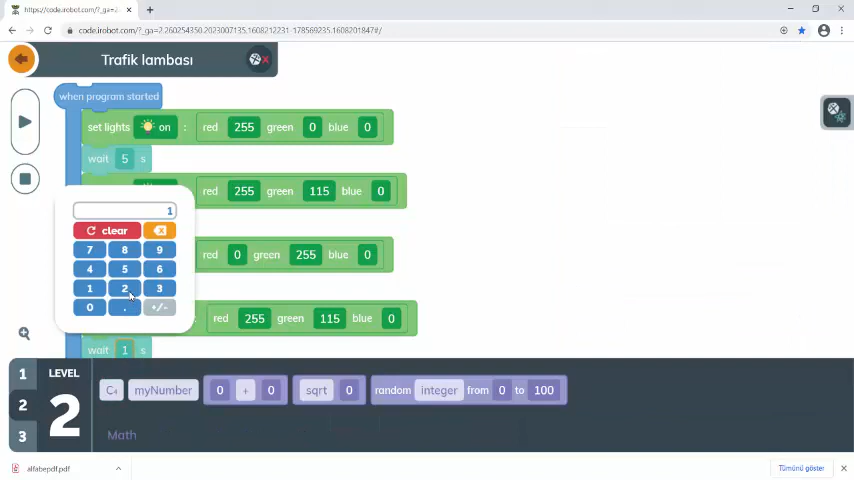 https://code.irobot.com/?_ga=2
code.irobot.com/?_ga=2.260254350.2023007135.1608212231-178569235.1608201847#/
Trafik lambası
when program started
set lights on : red 255 green 0 blue 0
wait 5 s
red 255 green 115 blue 0
1
clear
7 8 9
red 0 green 255 blue 0
4 5 6
1 2 3
0 . +/-
red 255 green 115 blue 0
wait 1 s
1
2
3
LEVEL
2
C4 myNumber 0 + 0 sqrt 0 random integer from 0 to 100
Math
alfabepdf.pdf
Tümünü göster